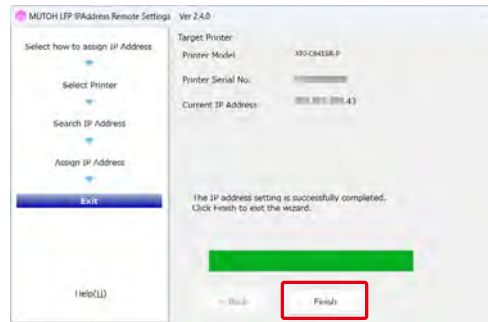 MUTOH LFP IPAddress Remote Settings Ver 2.4.0
Select how to assign IP Address
Select Printer
Search IP Address
Assign IP Address
Exit
Help(U)
Target Printer
Printer Model
Printer Serial No.
Current IP Address
.43
The IP address setting is successfully completed.
Click Finish to exit the wizard.
< Back
Finish